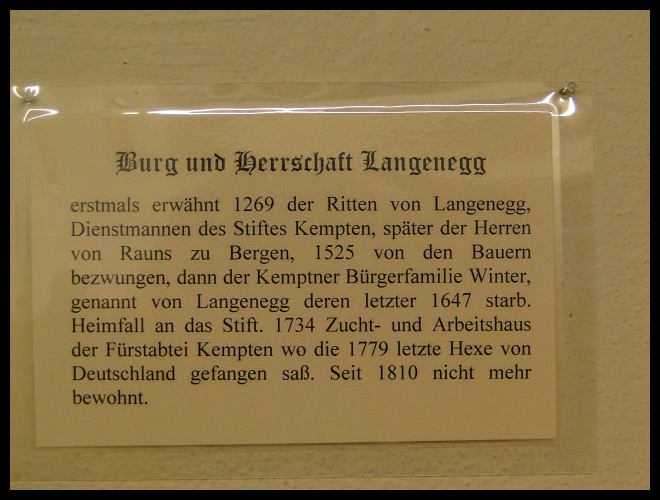 Burg und Herrschaft Langenegg
erstmals erwähnt 1269 der Ritten von Langenegg,
Dienstmannen des Stiftes Kempten, später der Herren
von Rauns zu Bergen, 1525 von den Bauern
bezwungen, dann der Kemptner Bürgerfamilie Winter,
genannt von Langenegg deren letzter 1647 starb.
Heimfall an das Stift. 1734 Zucht- und Arbeitshaus
der Fürstabtei Kempten wo die 1779 letzte Hexe von
Deutschland gefangen saß. Seit 1810 nicht mehr
bewohnt.